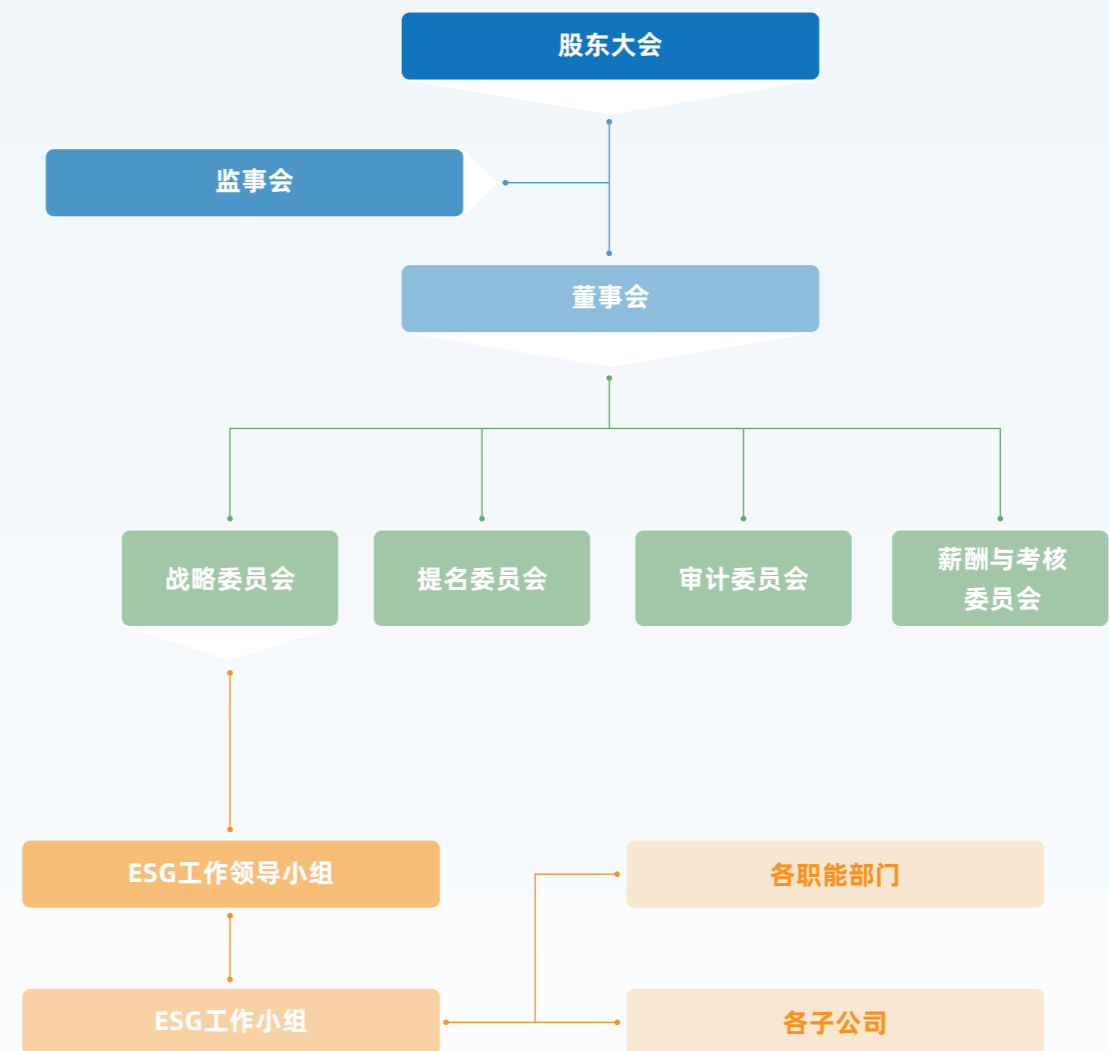 股东大会
监事会
董事会
战略委员会
提名委员会
审计委员会
薪酬与考核
委员会
ESG工作领导小组
各职能部门
ESG工作小组
各子公司